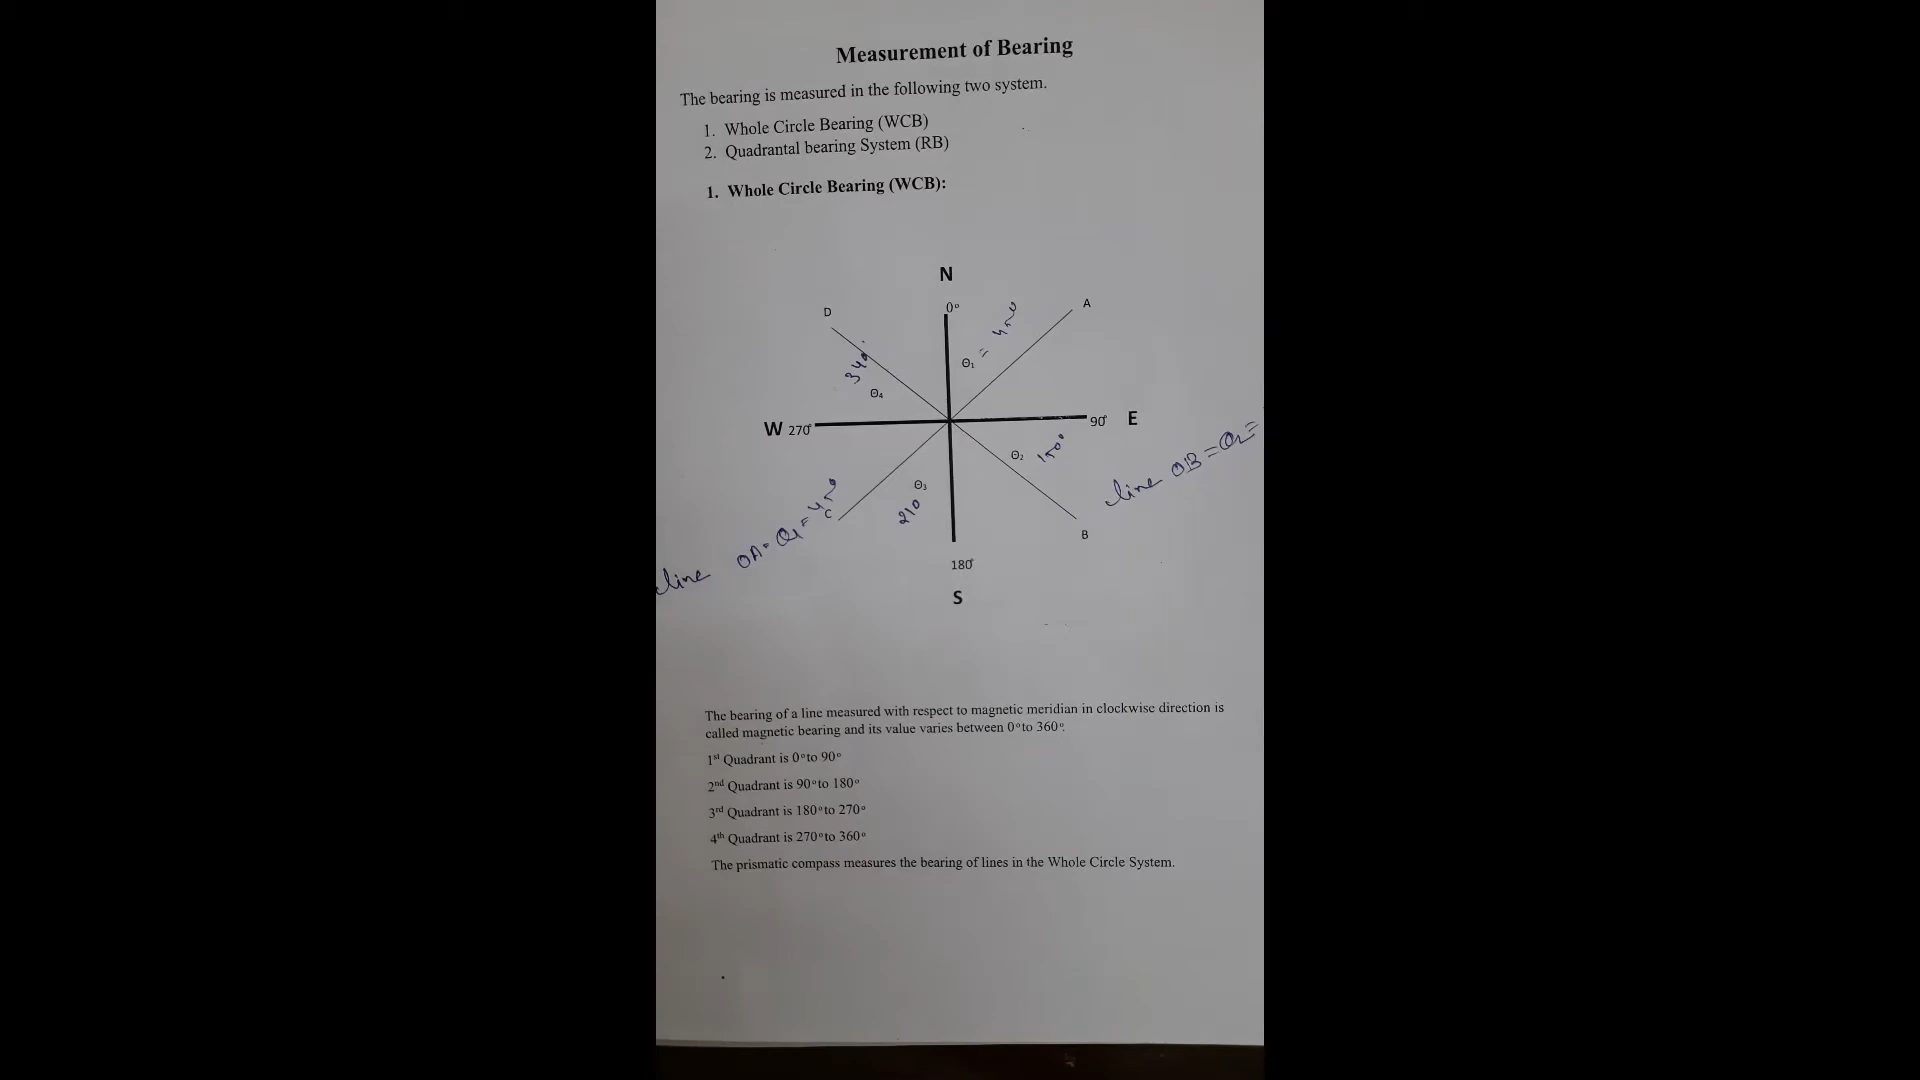 Measurement of Bearing
The bearing is measured in the following two system.
1. Whole Circle Bearing (WCB)
2. Quadrantal bearing System (RB)
1. Whole Circle Bearing (WCB):
N
D
0°
A
Θ₁ = 45°
340°
Θ₄
W 270°
90° E
Θ₂ 150°
line OB = Θ₂ =
Θ₃
210
C
line OA = Θ₁ = 45°
B
180°
S
The bearing of a line measured with respect to magnetic meridian in clockwise direction is
called magnetic bearing and its value varies between 0° to 360°.
1st Quadrant is 0° to 90°
2nd Quadrant is 90° to 180°
3rd Quadrant is 180° to 270°
4th Quadrant is 270° to 360°
The prismatic compass measures the bearing of lines in the Whole Circle System.